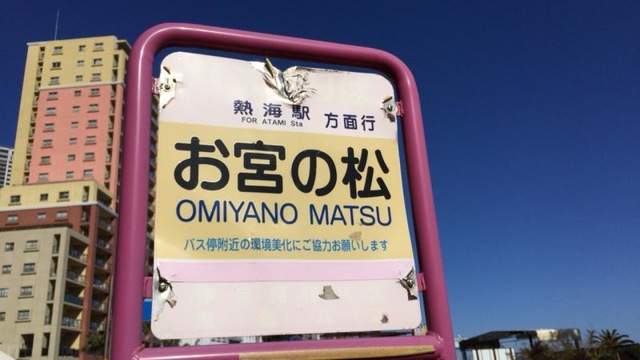 熱海駅 方面行
FOR ATAMI Sta
お宮の松
OMIYANO MATSU
バス停附近の環境美化にご協力お願いします